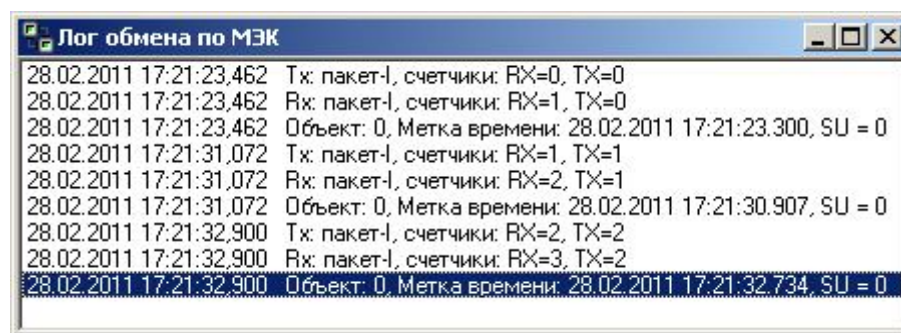 Лог обмена по МЭК
28.02.2011 17:21:23,462 Tx: пакет-I, счетчики: RX=0, TX=0
28.02.2011 17:21:23,462 Rx: пакет-I, счетчики: RX=1, TX=0
28.02.2011 17:21:23,462 Объект: 0, Метка времени: 28.02.2011 17:21:23.300, SU = 0
28.02.2011 17:21:31,072 Tx: пакет-I, счетчики: RX=1, TX=1
28.02.2011 17:21:31,072 Rx: пакет-I, счетчики: RX=2, TX=1
28.02.2011 17:21:31,072 Объект: 0, Метка времени: 28.02.2011 17:21:30.907, SU = 0
28.02.2011 17:21:32,900 Tx: пакет-I, счетчики: RX=2, TX=2
28.02.2011 17:21:32,900 Rx: пакет-I, счетчики: RX=3, TX=2
28.02.2011 17:21:32,900 Объект: 0, Метка времени: 28.02.2011 17:21:32.734, SU = 0